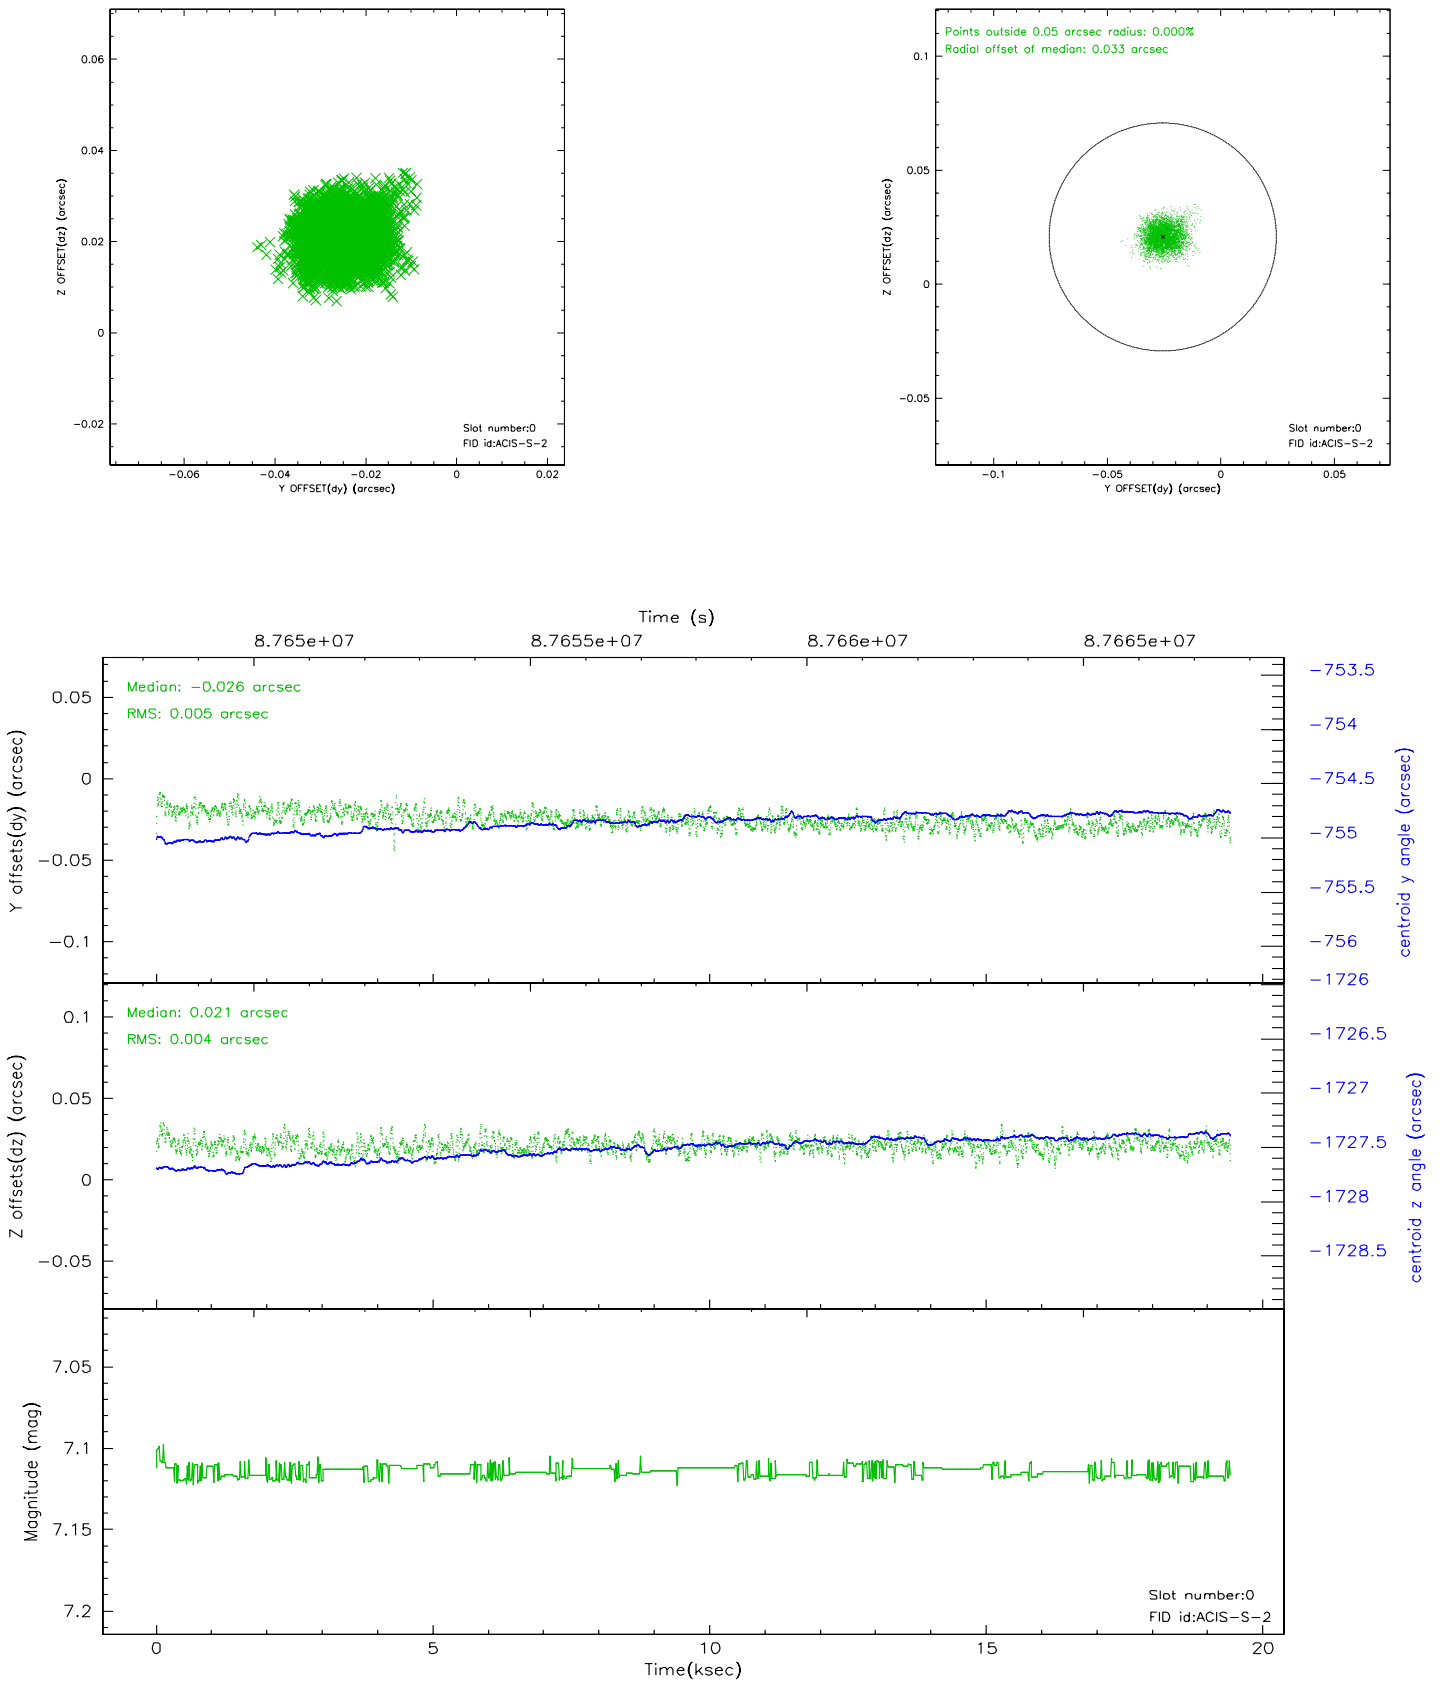 0.06
0.04
0.02
0
-0.02
Z OFFSET(dz) (arcsec)
Slot number:0
FID id:ACIS-S-2
-0.06 -0.04 -0.02 0 0.02
Y OFFSET(dy) (arcsec)
Points outside 0.05 arcsec radius: 0.000%
Radial offset of median: 0.033 arcsec
0.1
0.05
0
-0.05
Z OFFSET(dz) (arcsec)
Slot number:0
FID id:ACIS-S-2
-0.1 -0.05 0 0.05
Y OFFSET(dy) (arcsec)
Time (s)
8.765e+07 8.7655e+07 8.766e+07 8.7665e+07
Median: -0.026 arcsec
RMS: 0.005 arcsec
0.05
0
-0.05
-0.1
Y offsets(dy) (arcsec)
-753.5
-754
-754.5
-755
-755.5
-756
centroid y angle (arcsec)
Median: 0.021 arcsec
RMS: 0.004 arcsec
0.1
0.05
0
-0.05
Z offsets(dz) (arcsec)
-1726
-1726.5
-1727
-1727.5
-1728
-1728.5
centroid z angle (arcsec)
7.05
7.1
7.15
7.2
Magnitude (mag)
Slot number:0
FID id:ACIS-S-2
0 5 10 15 20
Time(ksec)